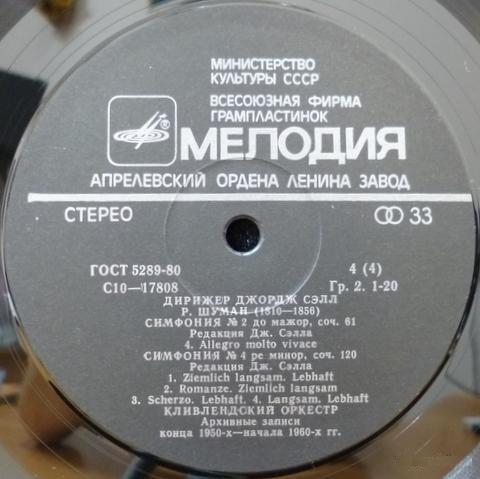 МИНИСТЕРСТВО
КУЛЬТУРЫ СССР
ВСЕСОЮЗНАЯ ФИРМА
ГРАМПЛАСТИНОК
МЕЛОДИЯ
АПРЕЛЕВСКИЙ ОРДЕНА ЛЕНИНА ЗАВОД
СТЕРЕО 33
ГОСТ 5289-80 4 (4)
С10—17808 Гр. 2. 1-20
ДИРИЖЕР ДЖОРДЖ СЭЛЛ
Р. ШУМАН (1810—1856)
СИМФОНИЯ № 2 до мажор, соч. 61
Редакция Дж. Сэлла
4. Allegro molto vivace
СИМФОНИЯ № 4 ре минор, соч. 120
Редакция Дж. Сэлла
1. Ziemlich langsam. Lebhaft
2. Romanze. Ziemlich langsam
3. Scherzo. Lebhaft. 4. Langsam. Lebhaft
КЛИВЛЕНДСКИЙ ОРКЕСТР
Архивные записи
конца 1950-х—начала 1960-х гг.